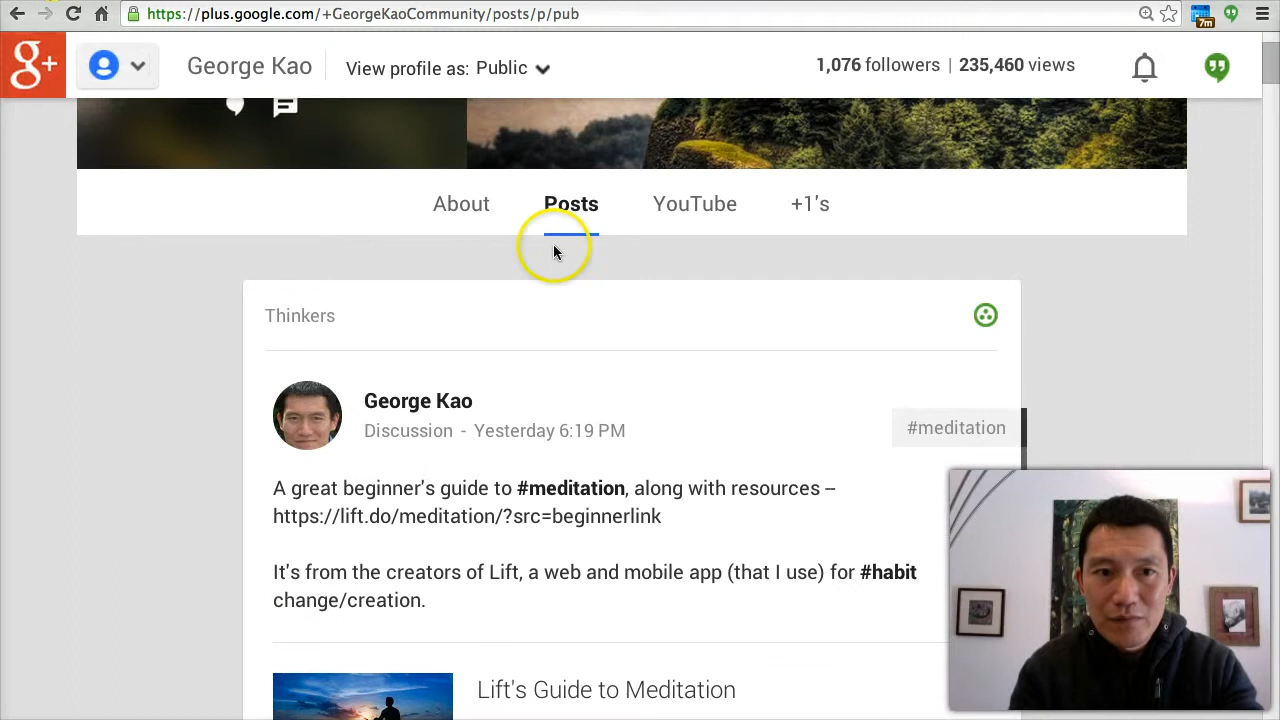 https://plus.google.com/+GeorgeKaoCommunity/posts/p/pub
7m
g+
George Kao
View profile as: Public
1,076 followers | 235,460 views
About Posts YouTube +1's
Thinkers
George Kao
Discussion - Yesterday 6:19 PM
#meditation
A great beginner's guide to #meditation, along with resources --
https://lift.do/meditation/?src=beginnerlink
It's from the creators of Lift, a web and mobile app (that I use) for #habit
change/creation.
Lift's Guide to Meditation